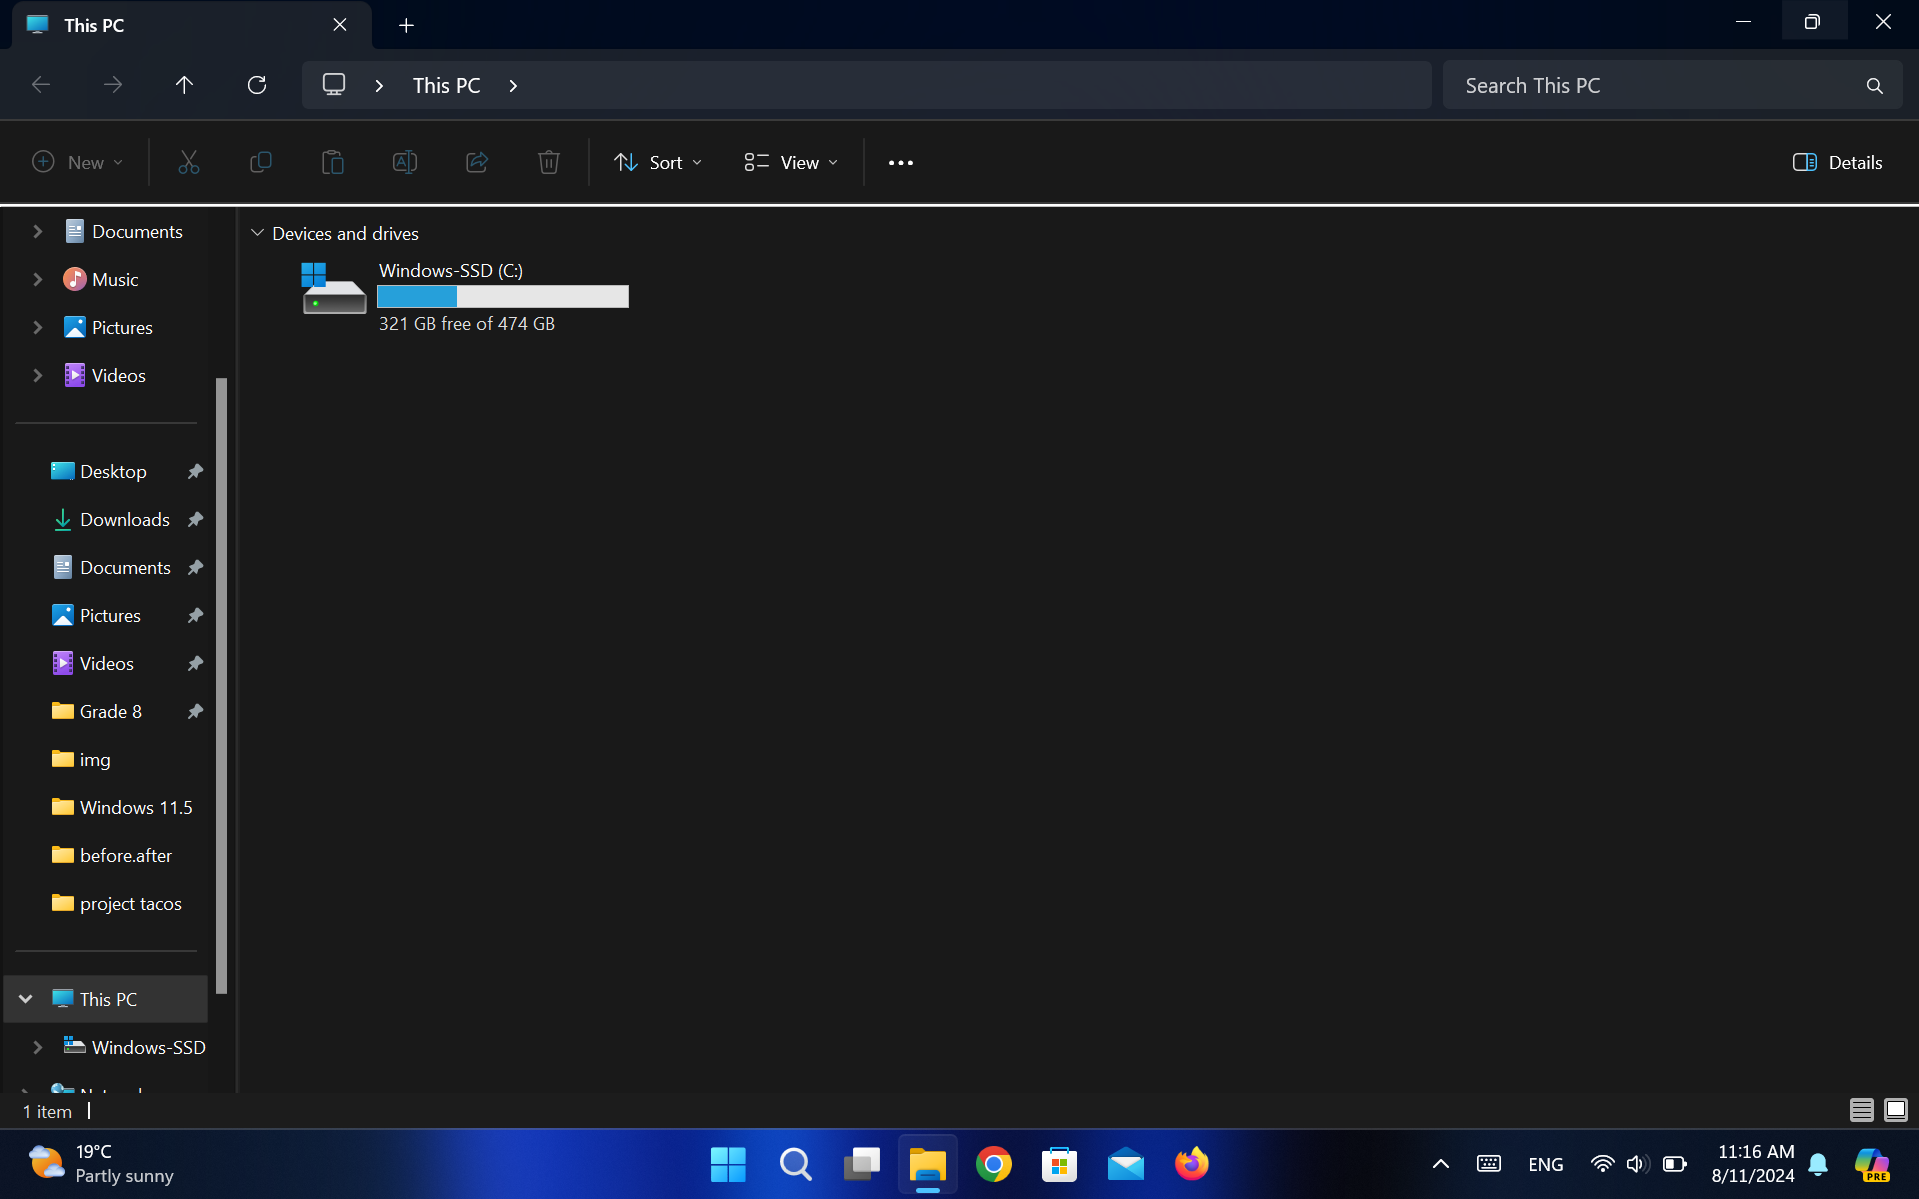 This PC
This PC
Search This PC
New
Sort
View
Details
Documents
Music
Pictures
Videos
Desktop
Downloads
Documents
Pictures
Videos
Grade 8
img
Windows 11.5
before.after
project tacos
This PC
Windows-SSD
Devices and drives
Windows-SSD (C:)
321 GB free of 474 GB
1 item
19°C
Partly sunny
ENG
11:16 AM
8/11/2024
PRE